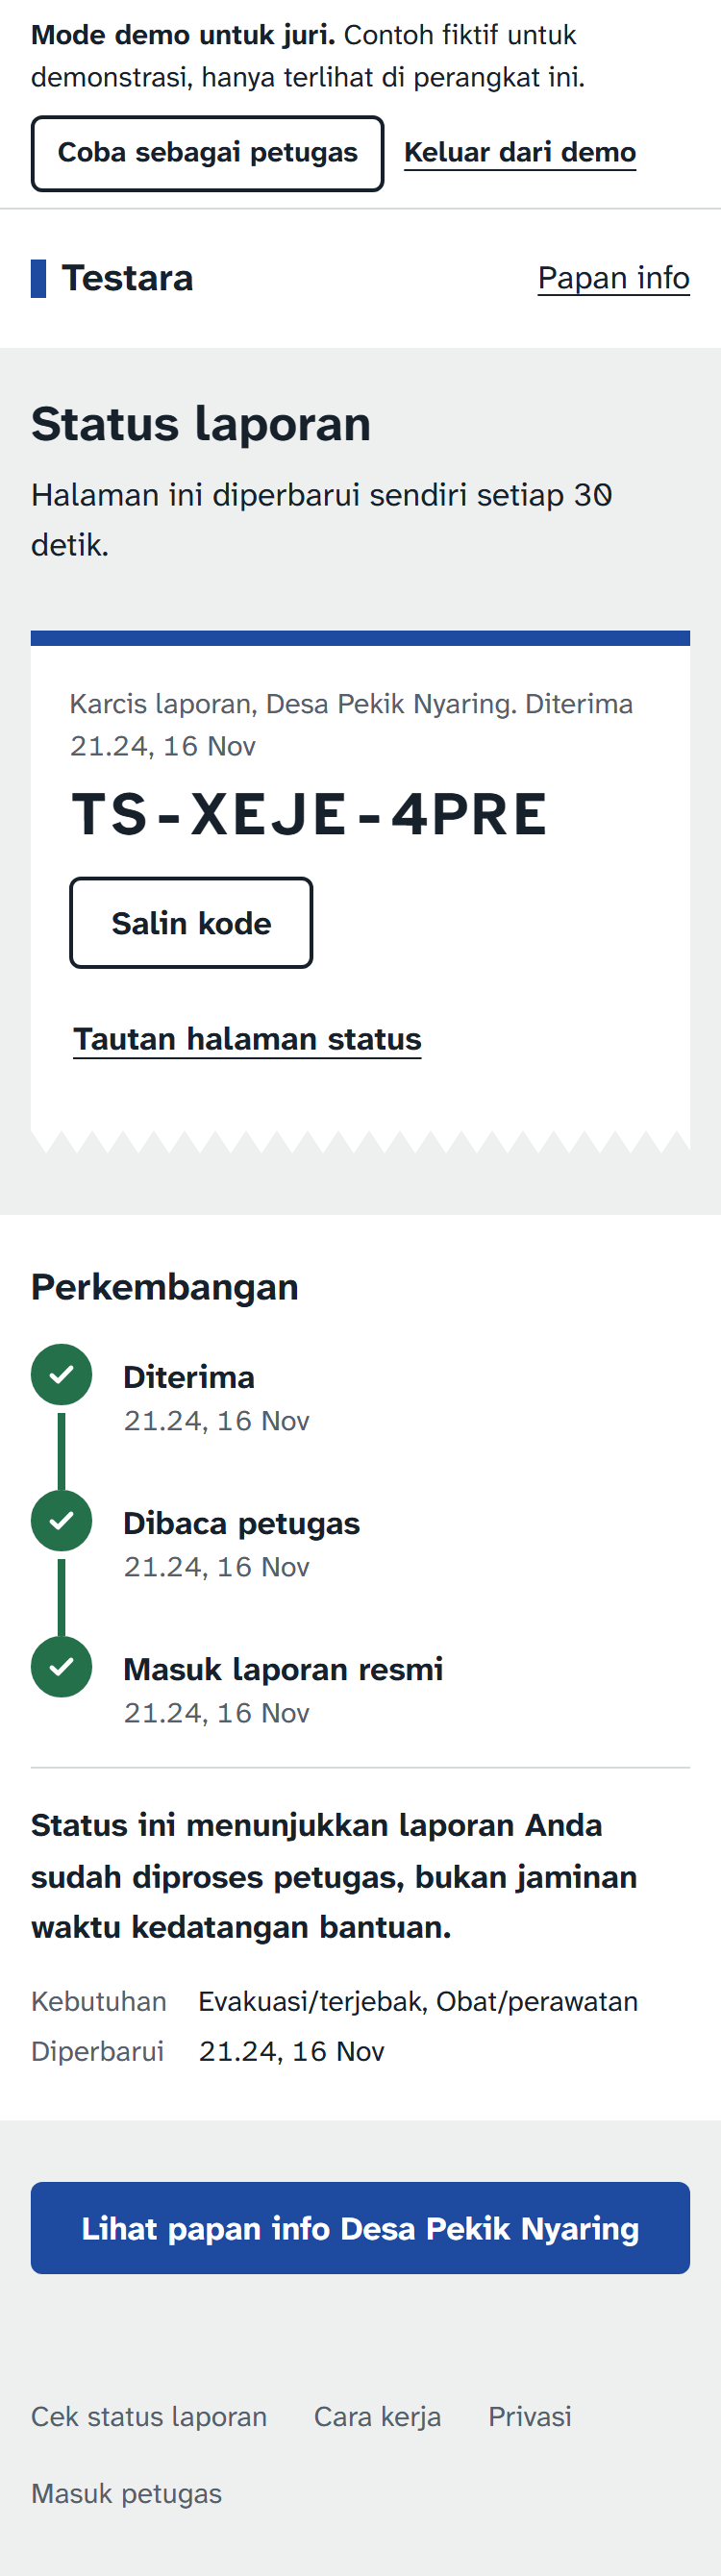 Mode demo untuk juri. Contoh fiktif untuk
demonstrasi, hanya terlihat di perangkat ini.
Coba sebagai petugas
Keluar dari demo
Testara
Papan info
Status laporan
Halaman ini diperbarui sendiri setiap 30
detik.
Karcis laporan, Desa Pekik Nyaring. Diterima
21.24, 16 Nov
TS-XEJE-4PRE
Salin kode
Tautan halaman status
Perkembangan
Diterima
21.24, 16 Nov
Dibaca petugas
21.24, 16 Nov
Masuk laporan resmi
21.24, 16 Nov
Status ini menunjukkan laporan Anda
sudah diproses petugas, bukan jaminan
waktu kedatangan bantuan.
Kebutuhan Evakuasi/terjebak, Obat/perawatan
Diperbarui 21.24, 16 Nov
Lihat papan info Desa Pekik Nyaring
Cek status laporan Cara kerja Privasi
Masuk petugas